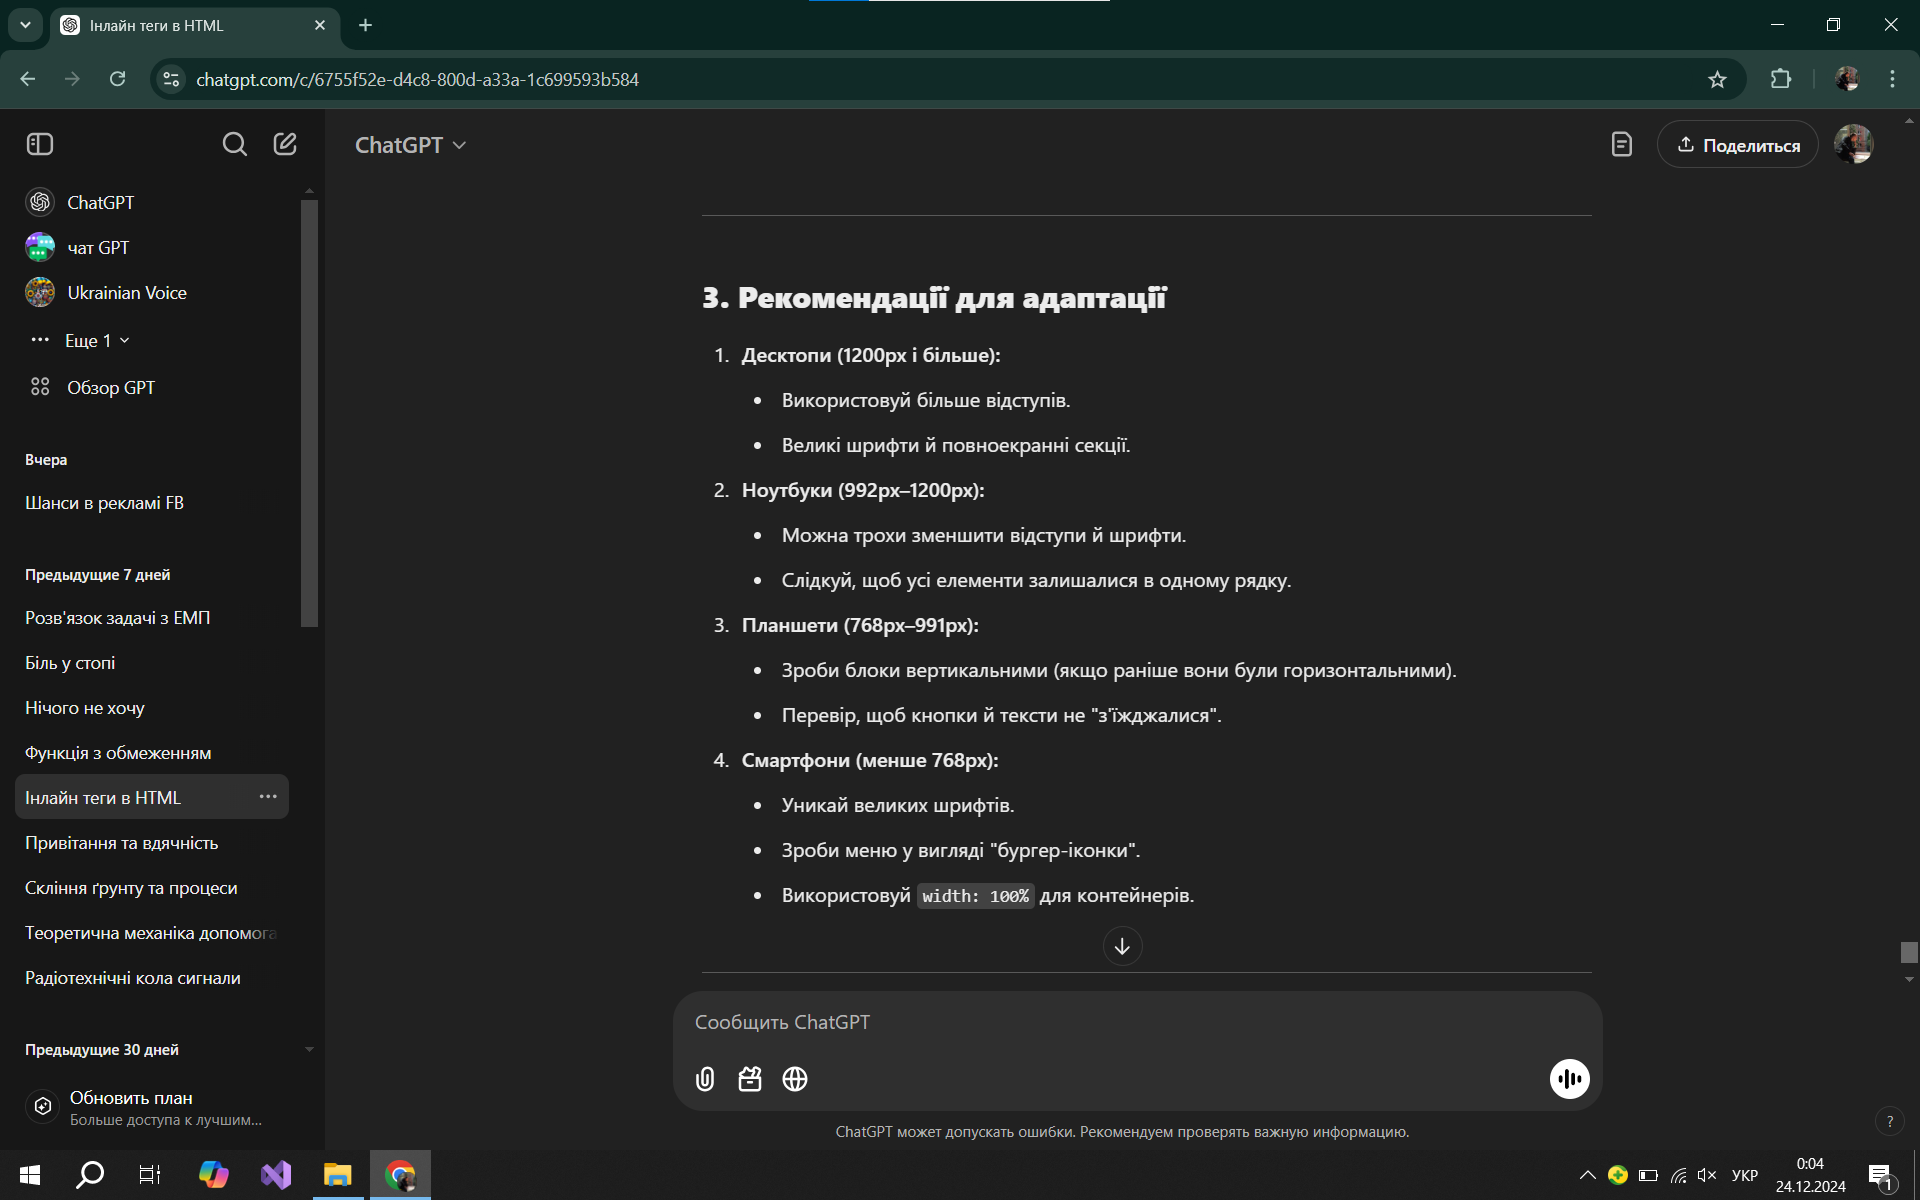 Інлайн теги в HTML
chatgpt.com/c/6755f52e-d4c8-800d-a33a-1c699593b584
ChatGPT
чат GPT
Ukrainian Voice
Еще 1
Обзор GPT
Вчера
Шанси в рекламі FB
Предыдущие 7 дней
Розв'язок задачі з ЕМП
Біль у стопі
Нічого не хочу
Функція з обмеженням
Інлайн теги в HTML
Привітання та вдячність
Скління ґрунту та процеси
Теоретична механіка допомога
Радіотехнічні кола сигнали
Предыдущие 30 дней
Обновить план
Больше доступа к лучшим...
ChatGPT
Поделиться
3. Рекомендації для адаптації
1. Десктопи (1200px і більше):
• Використовуй більше відступів.
• Великі шрифти й повноекранні секції.
2. Ноутбуки (992px–1200px):
• Можна трохи зменшити відступи й шрифти.
• Слідкуй, щоб усі елементи залишалися в одному рядку.
3. Планшети (768px–991px):
• Зроби блоки вертикальними (якщо раніше вони були горизонтальними).
• Перевір, щоб кнопки й тексти не "з'їжджалися".
4. Смартфони (менше 768px):
• Уникай великих шрифтів.
• Зроби меню у вигляді "бургер-іконки".
• Використовуй width: 100% для контейнерів.
Сообщить ChatGPT
ChatGPT может допускать ошибки. Рекомендуем проверять важную информацию.
?
УКР
0:04
24.12.2024
1